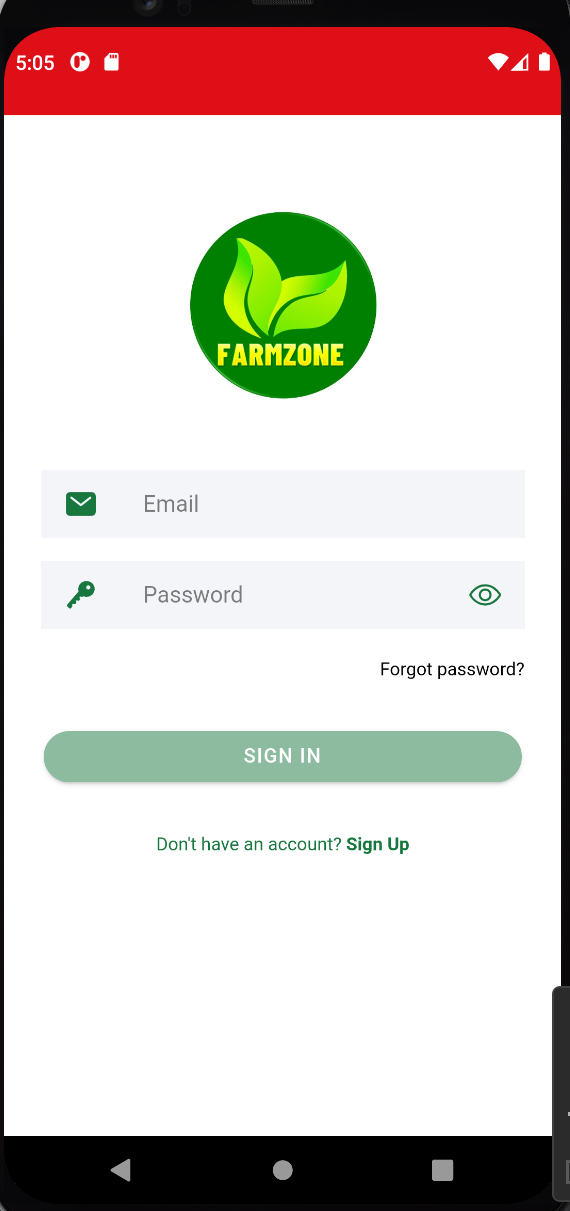 5:05
FARMZONE
Email
Password
Forgot password?
SIGN IN
Don't have an account? Sign Up